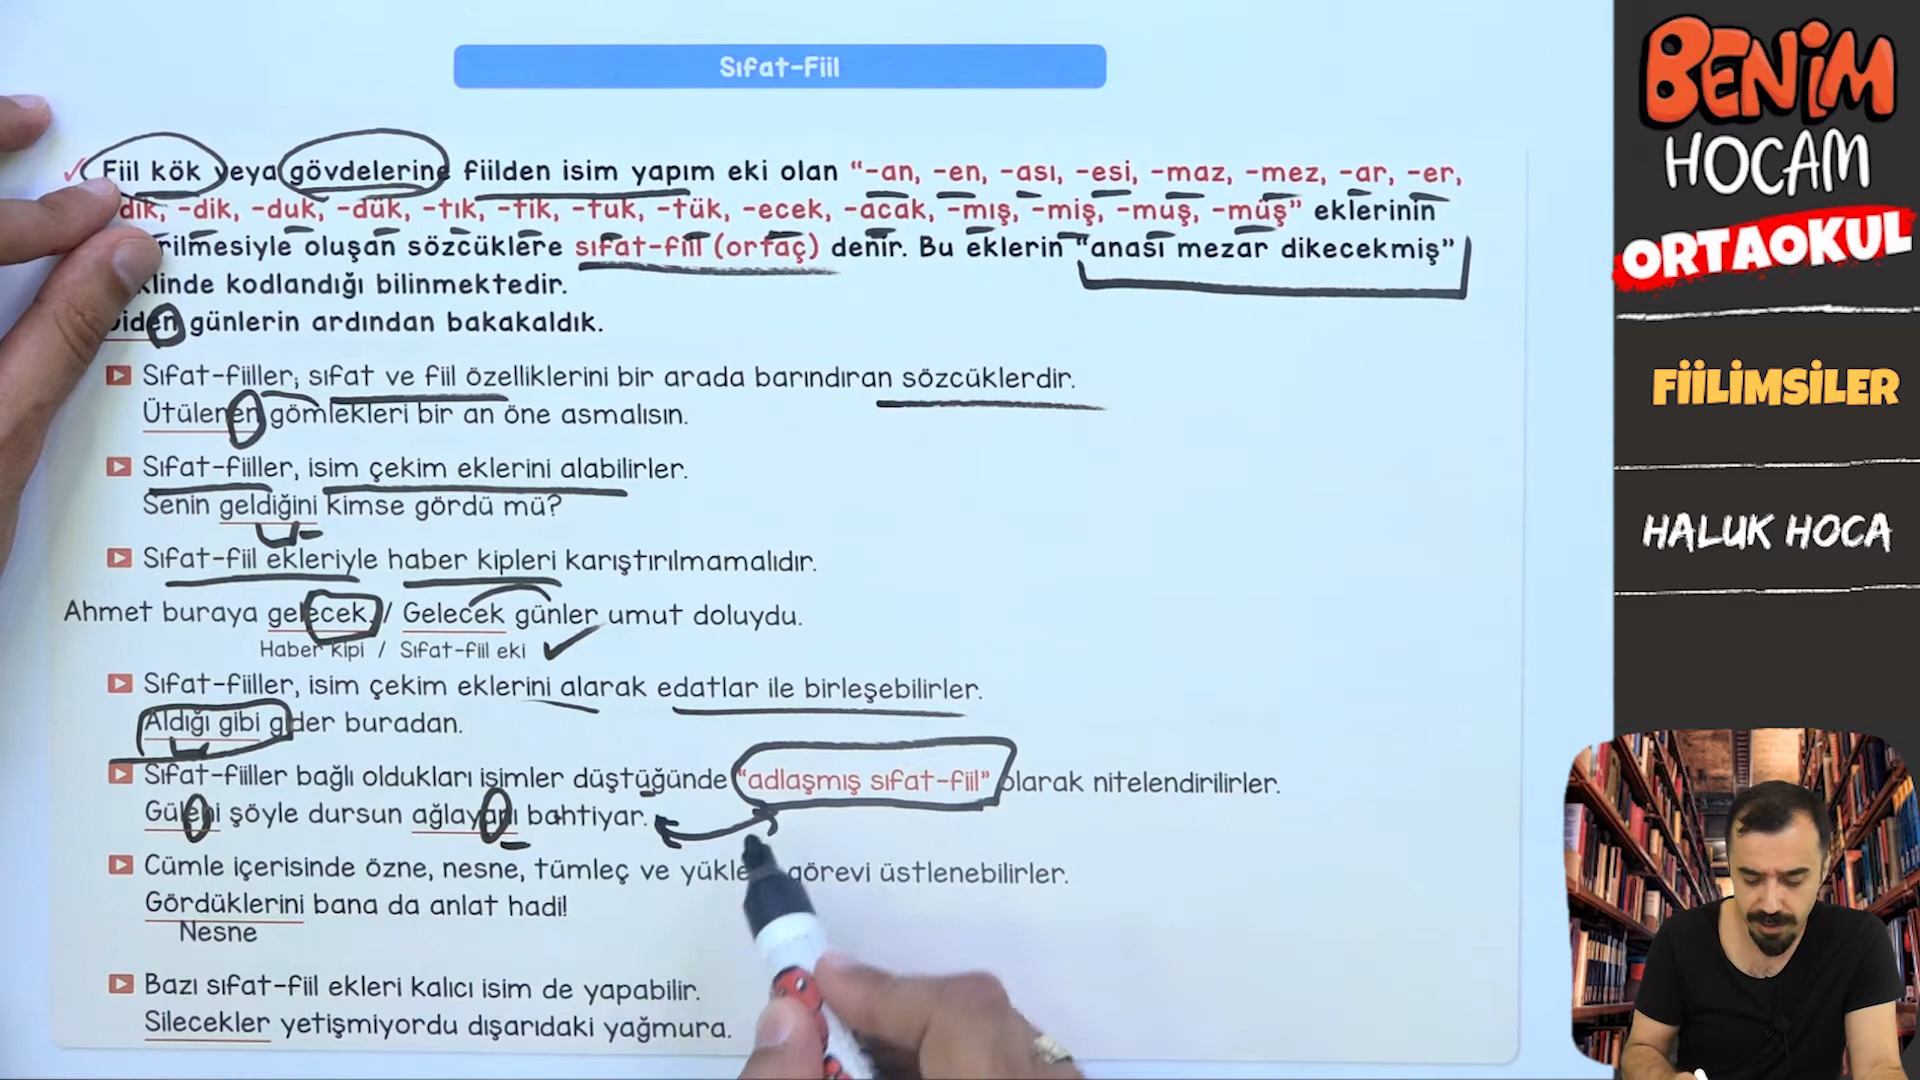 Sıfat-Fiil
Fiil kök veya gövdelerine fiilden isim yapım eki olan "-an, -en, -ası, -esi, -maz, -mez, -ar, -er,
-dik, -duk, -dük, -tık, -tik, -tuk, -tük, -ecek, -acak, -mış, -miş, -muş, -müş" eklerinin
oluşan sözcüklere sıfat-fiil (ortaç) denir. Bu eklerin "anası mezar dikecekmiş"
kodlandığı bilinmektedir.
günlerin ardından bakakaldık.
Sıfat-fiiller, sıfat ve fiil özelliklerini bir arada barındıran sözcüklerdir.
Ütülenen gömlekleri bir an öne asmalısın.
Sıfat-fiiller, isim çekim eklerini alabilirler.
Senin geldiğini kimse gördü mü?
Sıfat-fiil ekleriyle haber kipleri karıştırılmamalıdır.
Ahmet buraya gelecek. / Gelecek günler umut doluydu.
Haber kipi / Sıfat-fiil eki
Sıfat-fiiller, isim çekim eklerini alarak edatlar ile birleşebilirler.
Aldığı gibi gider buradan.
Sıfat-fiiller bağlı oldukları isimler düştüğünde "adlaşmış sıfat-fiil" olarak nitelendirilirler.
Güleni şöyle dursun ağlayanı bahtiyar.
Cümle içerisinde özne, nesne, tümleç ve görevi üstlenebilirler.
Gördüklerini bana da anlat hadi!
Nesne
Bazı sıfat-fiil ekleri kalıcı isim de yapabilir.
Silecekler yetişmiyordu dışarıdaki yağmura.
BENİM
HOCAM
ORTAOKUL
FİİLİMSİLER
HALUK HOCA